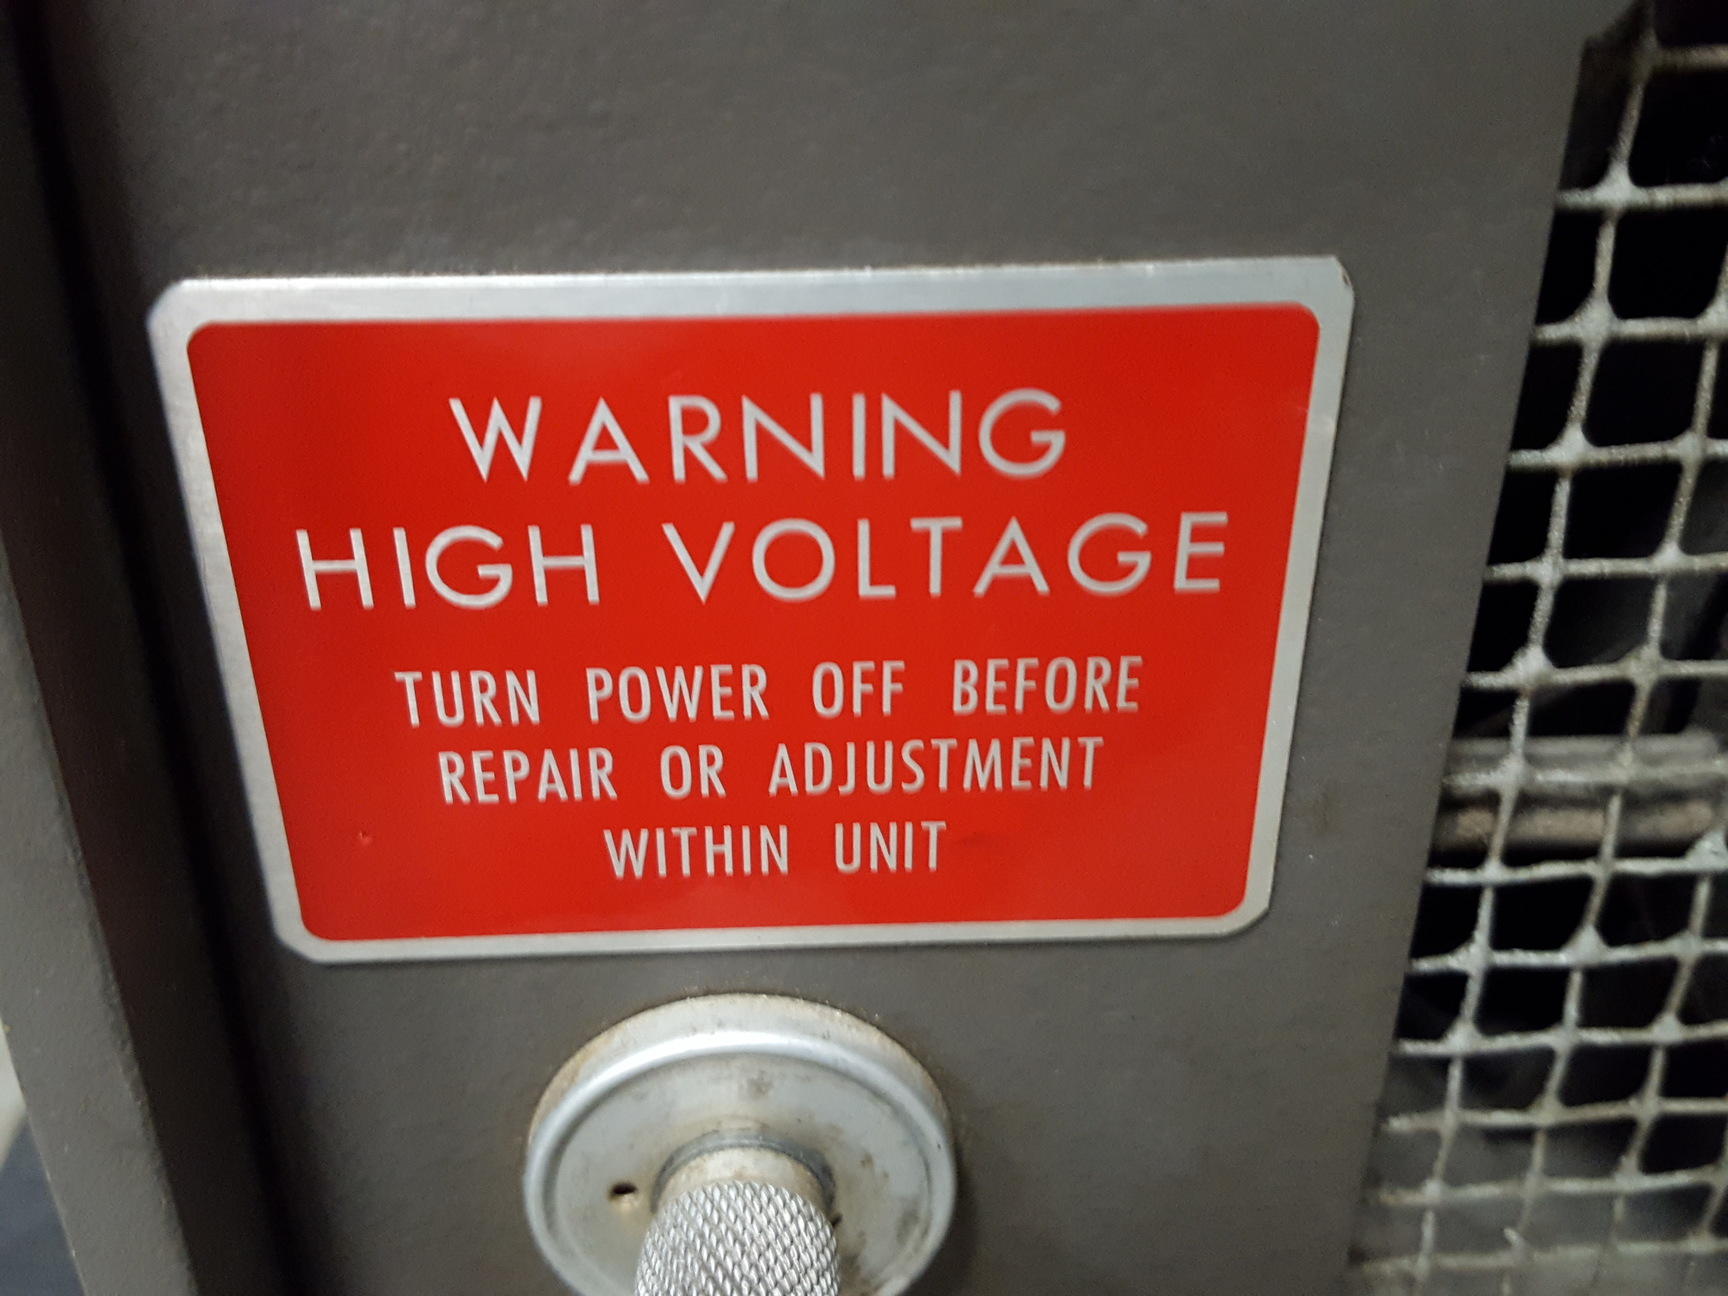 WARNING
HIGH VOLTAGE
TURN POWER OFF BEFORE
REPAIR OR ADJUSTMENT
WITHIN UNIT